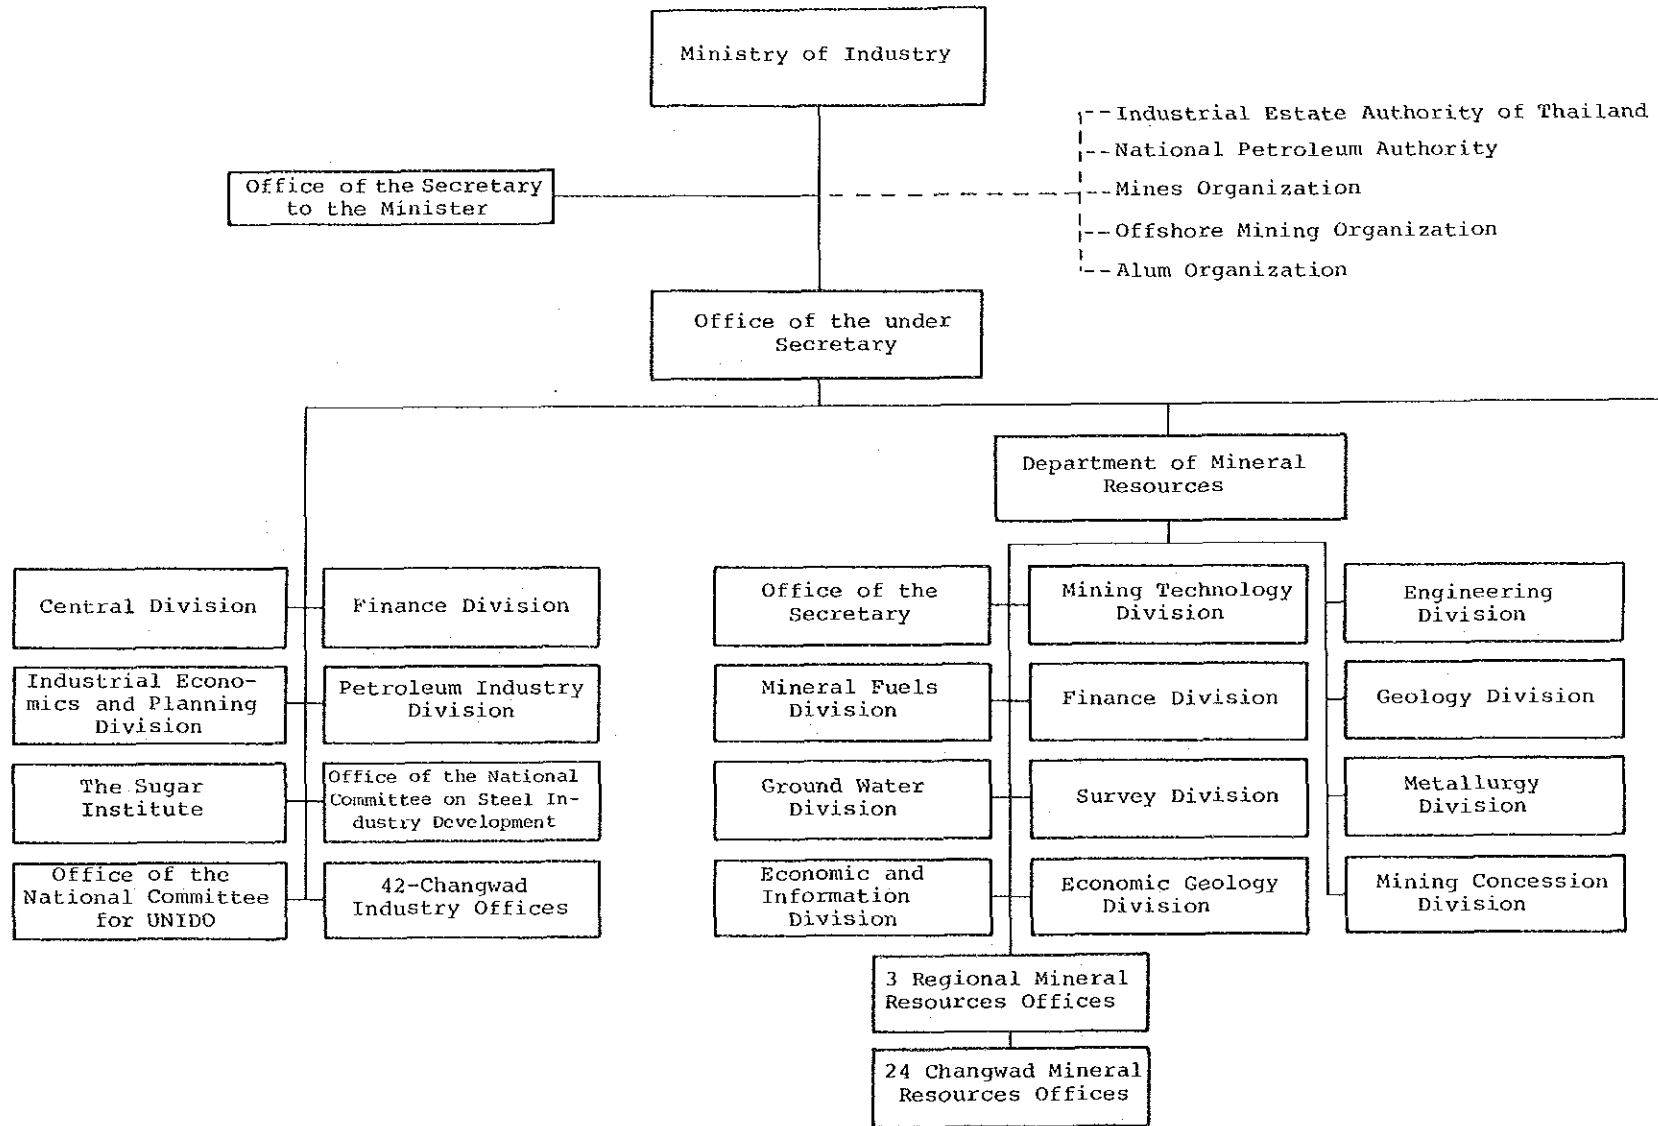 Ministry of Industry
Industrial Estate Authority of Thailand
National Petroleum Authority
Mines Organization
Offshore Mining Organization
Alum Organization
Office of the Secretary
to the Minister
Office of the under
Secretary
Department of Mineral
Resources
Central Division
Finance Division
Industrial Econo-
mics and Planning
Division
Petroleum Industry
Division
The Sugar
Institute
Office of the National
Committee on Steel In-
dustry Development
Office of the
National Committee
for UNIDO
42-Changwad
Industry Offices
Office of the
Secretary
Mining Technology
Division
Engineering
Division
Mineral Fuels
Division
Finance Division
Geology Division
Ground Water
Division
Survey Division
Metallurgy
Division
Economic and
Information
Division
Economic Geology
Division
Mining Concession
Division
3 Regional Mineral
Resources Offices
24 Changwad Mineral
Resources Offices